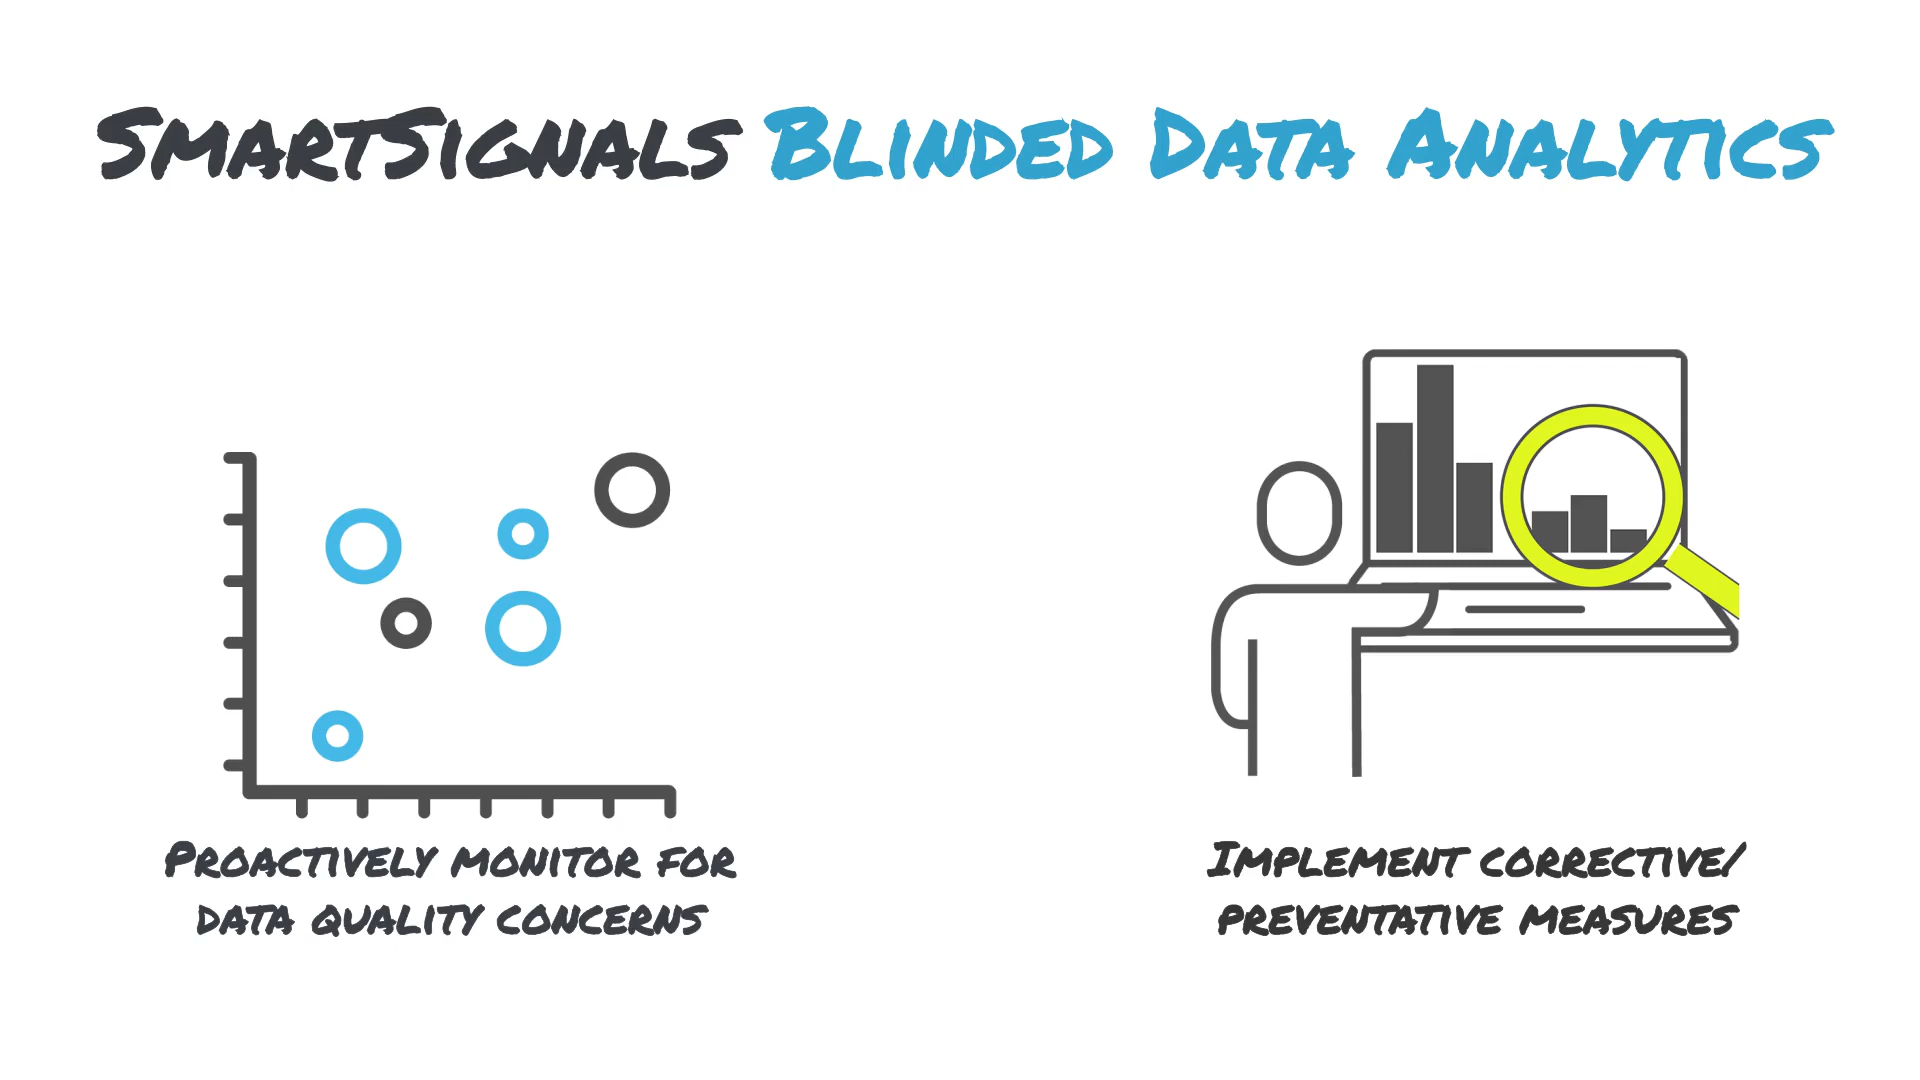 SmartSignals Blinded Data Analytics
Proactively monitor for
data quality concerns
Implement corrective/
preventative measures